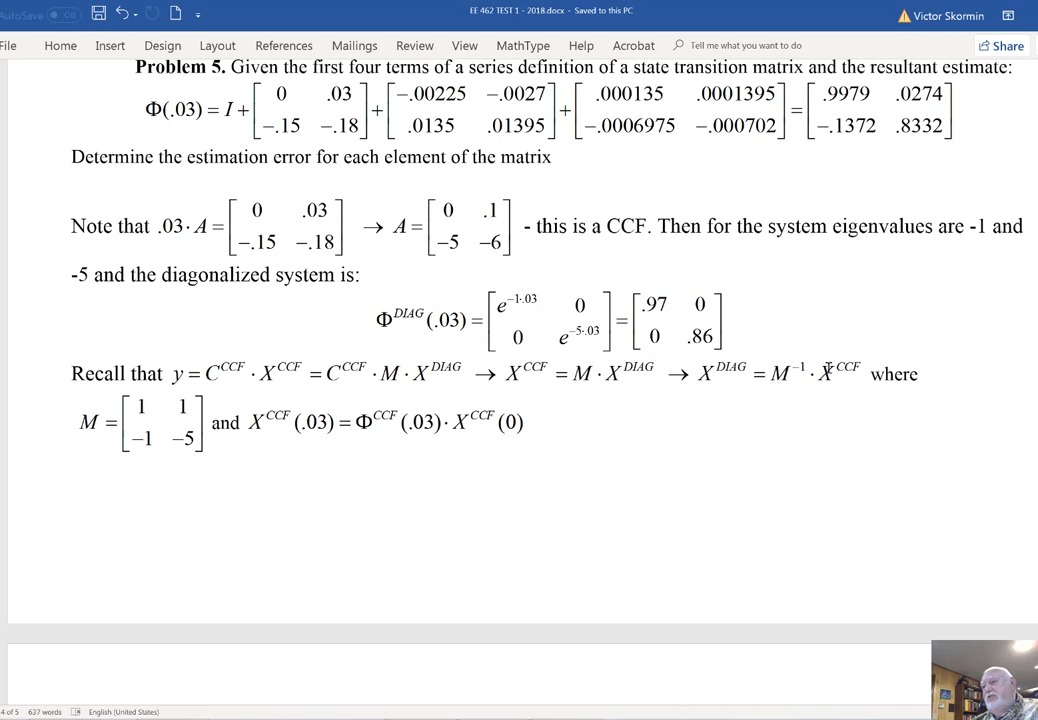 AutoSave Off EE 462 TEST 1 - 2018.docx - Saved to this PC Victor Skormin
File Home Insert Design Layout References Mailings Review View MathType Help Acrobat Tell me what you want to do Share
Problem 5. Given the first four terms of a series definition of a state transition matrix and the resultant estimate:
Φ(.03) = I + [0 .03; −.15 −.18] + [−.00225 −.0027; .0135 .01395] + [.000135 .0001395; −.0006975 −.000702] = [.9979 .0274; −.1372 .8332]
Determine the estimation error for each element of the matrix
Note that .03·A = [0 .03; −.15 −.18] → A = [0 .1; −5 −6] - this is a CCF. Then for the system eigenvalues are -1 and
-5 and the diagonalized system is:
Φ^DIAG(.03) = [e^−1·.03 0; 0 e^−5·.03] = [.97 0; 0 .86]
Recall that y = C^CCF · X^CCF = C^CCF · M · X^DIAG → X^CCF = M · X^DIAG → X^DIAG = M^−1 · X^CCF where
M = [1 1; −1 −5] and X^CCF(.03) = Φ^CCF(.03) · X^CCF(0)
4 of 5 637 words English (United States)